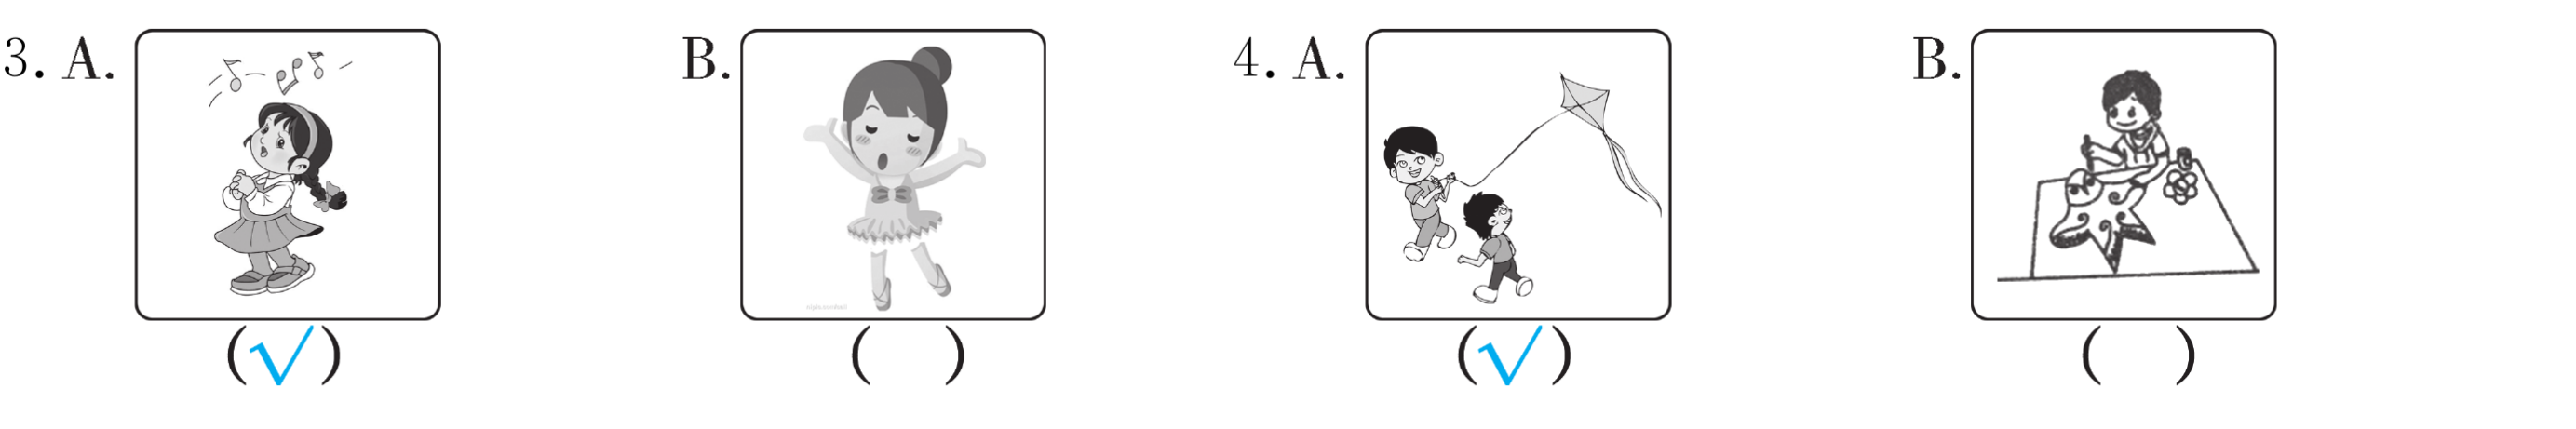 3. A. B. 4. A. B.
(√) ( ) (√) ( )